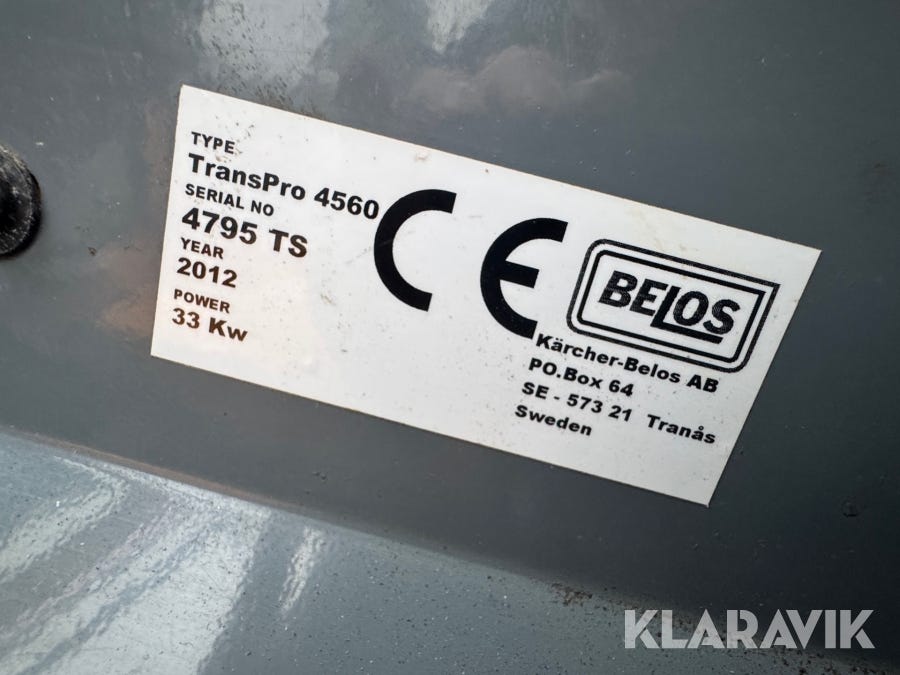 TYPE
TransPro 4560
SERIAL NO
4795 TS
YEAR
2012
POWER
33 Kw
CE
BELOS
Kärcher-Belos AB
PO.Box 64
SE - 573 21 Tranås
Sweden
KLARAVIK